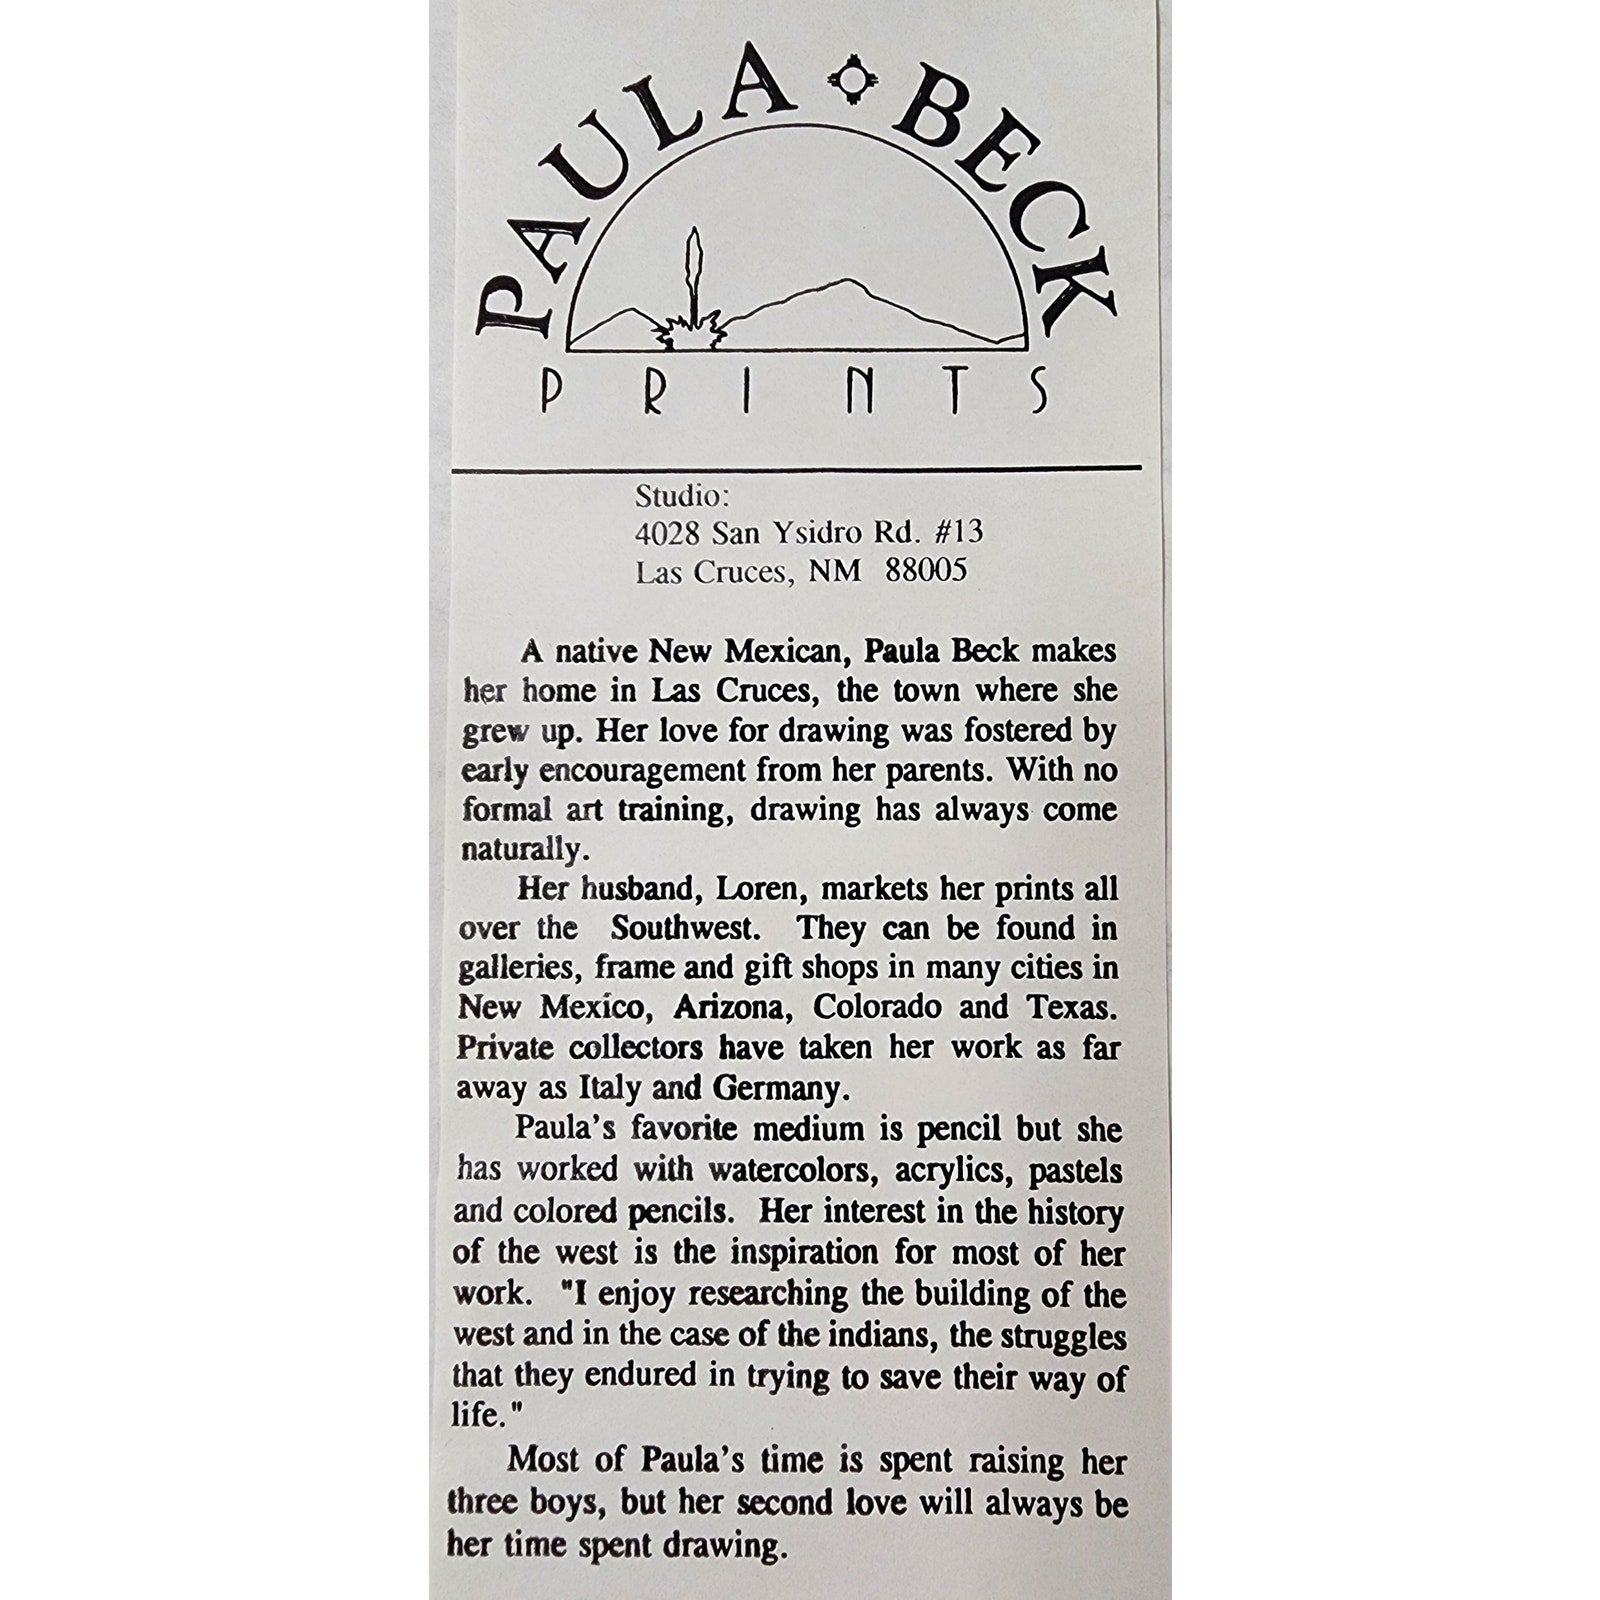 PAULA BECK
PRINTS
Studio:
4028 San Ysidro Rd. #13
Las Cruces, NM 88005
A native New Mexican, Paula Beck makes
her home in Las Cruces, the town where she
grew up. Her love for drawing was fostered by
early encouragement from her parents. With no
formal art training, drawing has always come
naturally.
Her husband, Loren, markets her prints all
over the Southwest. They can be found in
galleries, frame and gift shops in many cities in
New Mexico, Arizona, Colorado and Texas.
Private collectors have taken her work as far
away as Italy and Germany.
Paula's favorite medium is pencil but she
has worked with watercolors, acrylics, pastels
and colored pencils. Her interest in the history
of the west is the inspiration for most of her
work. "I enjoy researching the building of the
west and in the case of the indians, the struggles
that they endured in trying to save their way of
life."
Most of Paula's time is spent raising her
three boys, but her second love will always be
her time spent drawing.